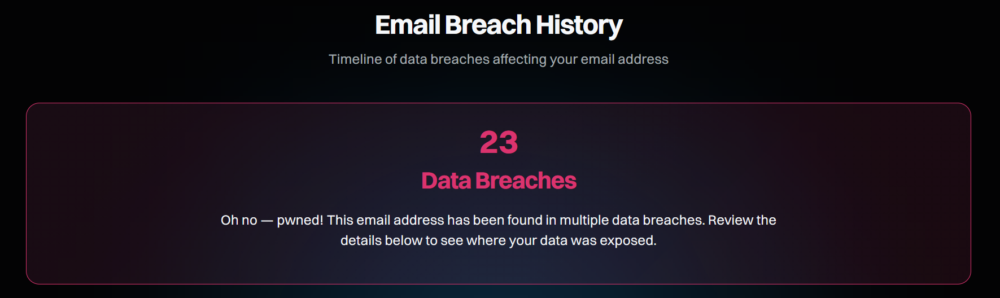 Email Breach History
Timeline of data breaches affecting your email address
23
Data Breaches
Oh no — pwned! This email address has been found in multiple data breaches. Review the
details below to see where your data was exposed.